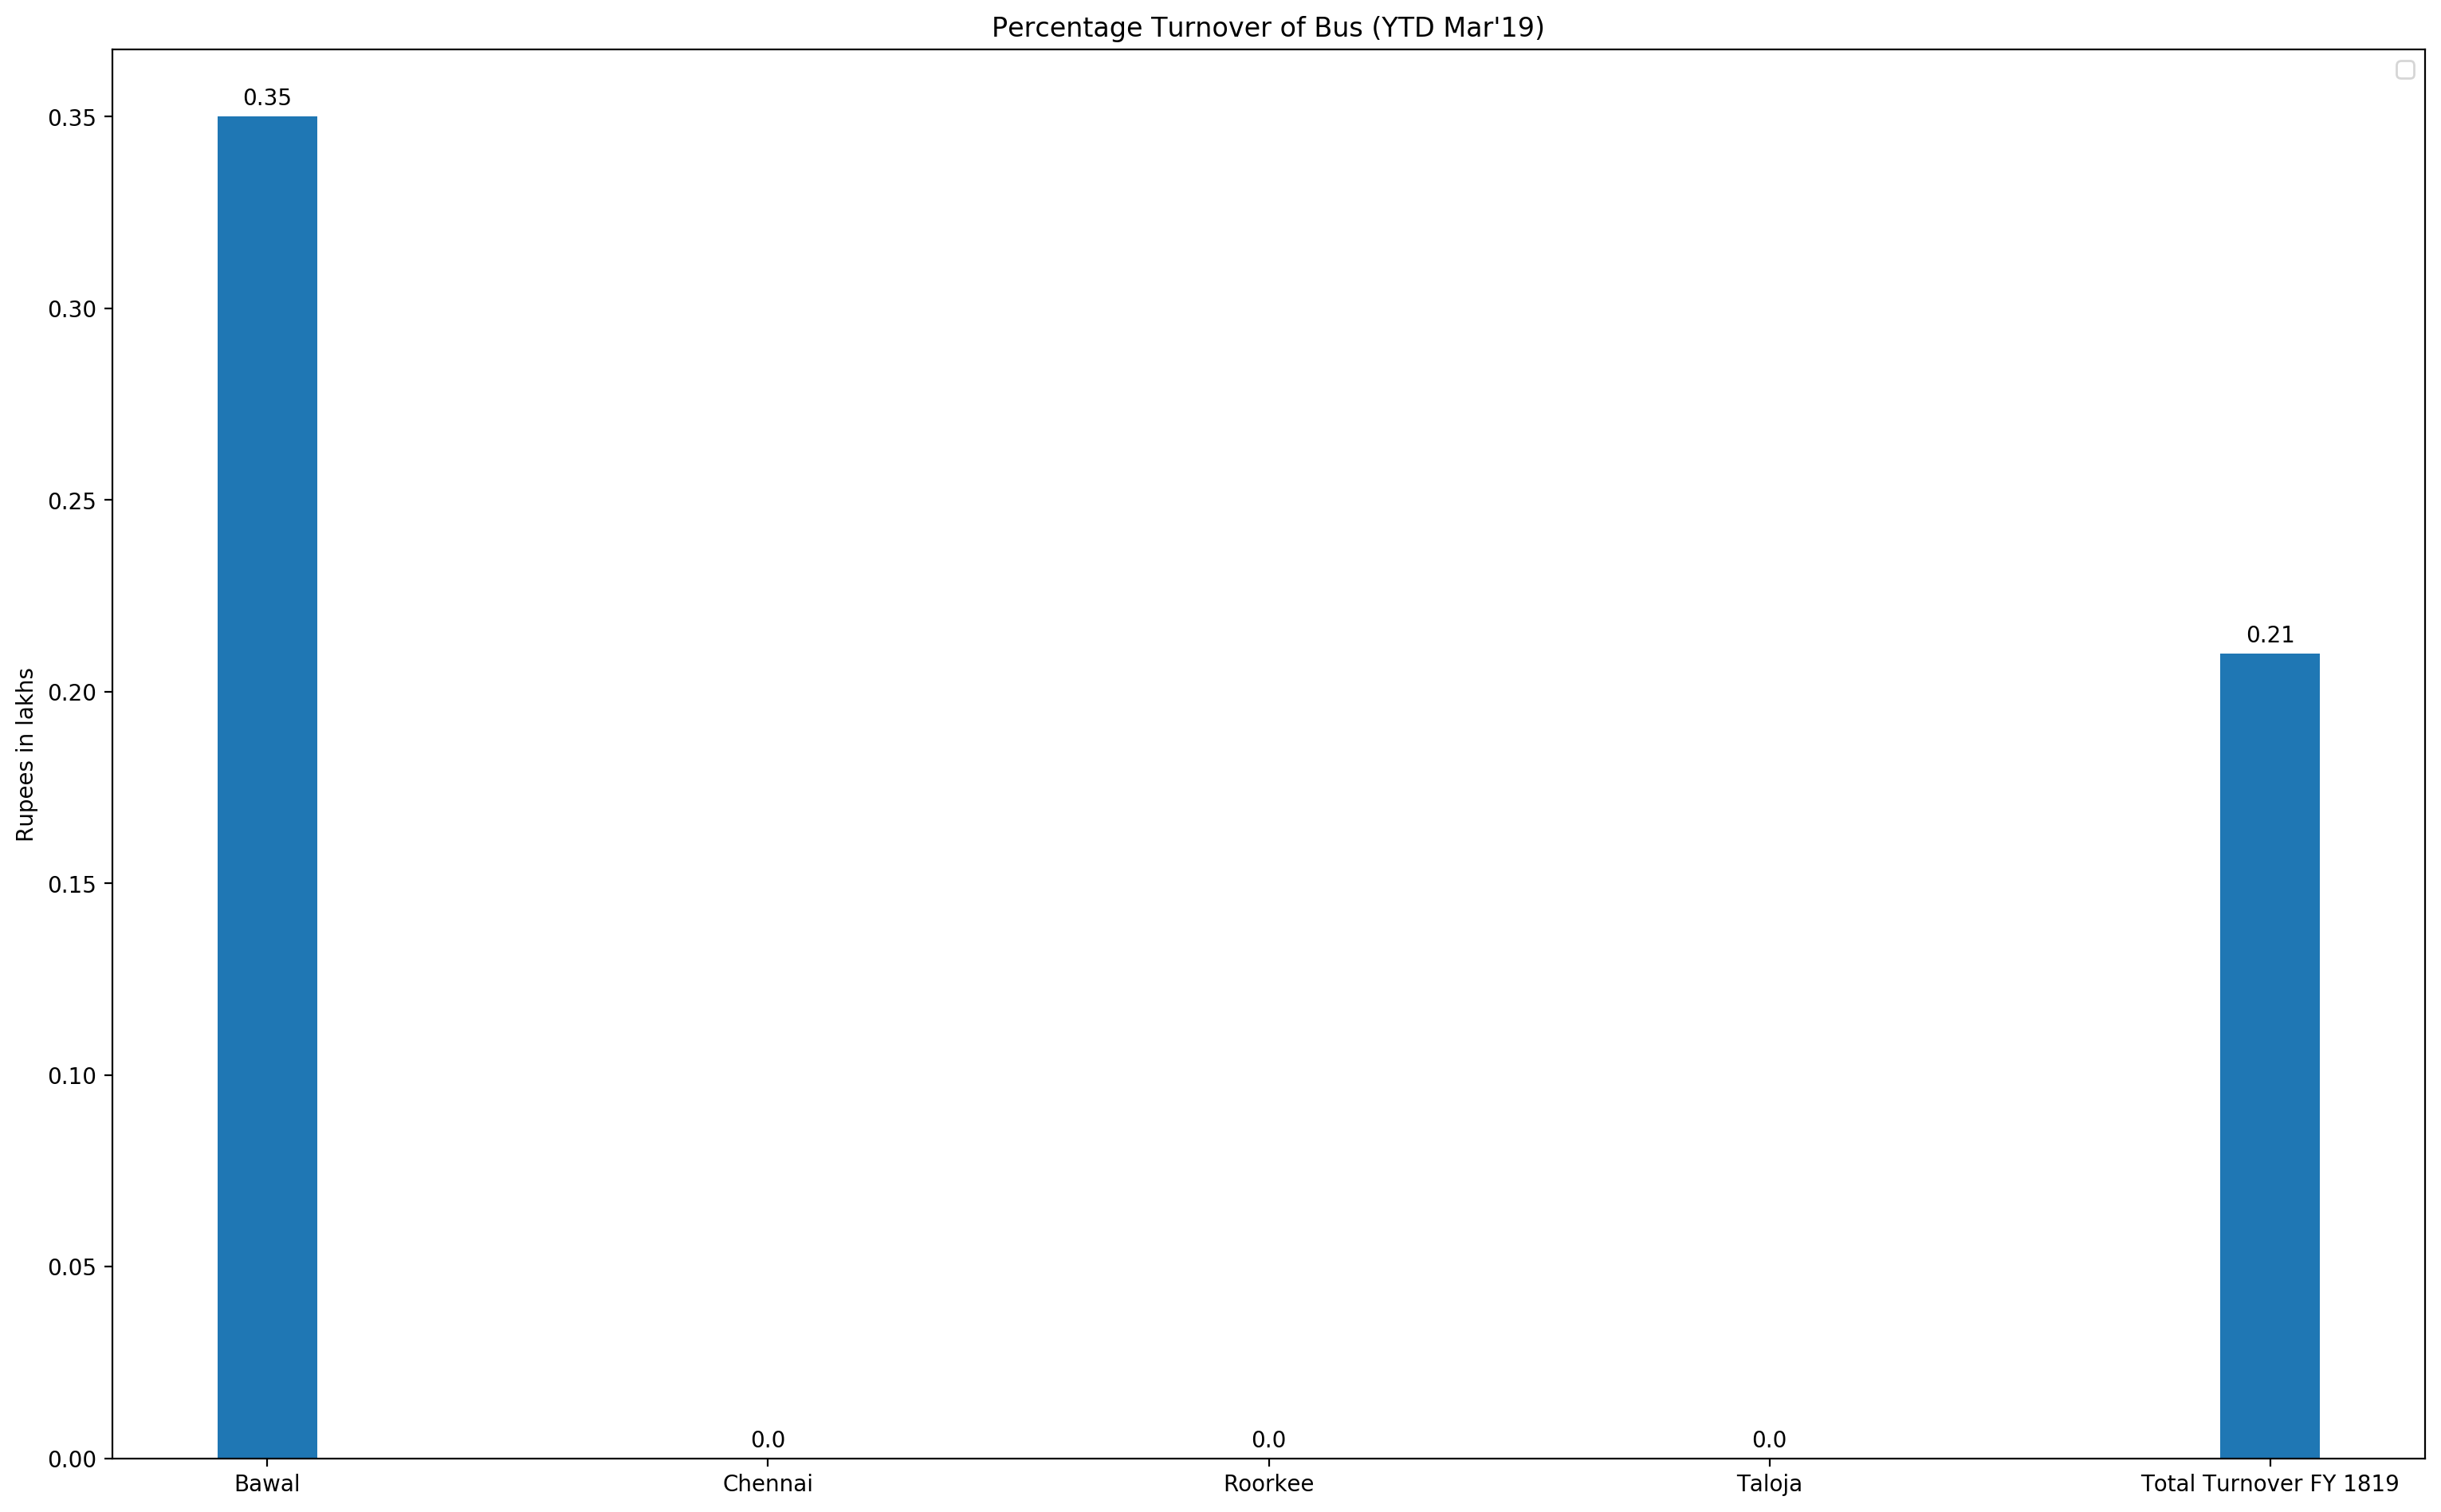 Percentage Turnover of Bus (YTD Mar'19)
0.35
0.35
0.30
0.25
0.21
0.20
Rupees in lakhs
0.15
0.10
0.05
0.0 0.0 0.0
0.00
Bawal Chennai Roorkee Taloja Total Turnover FY 1819